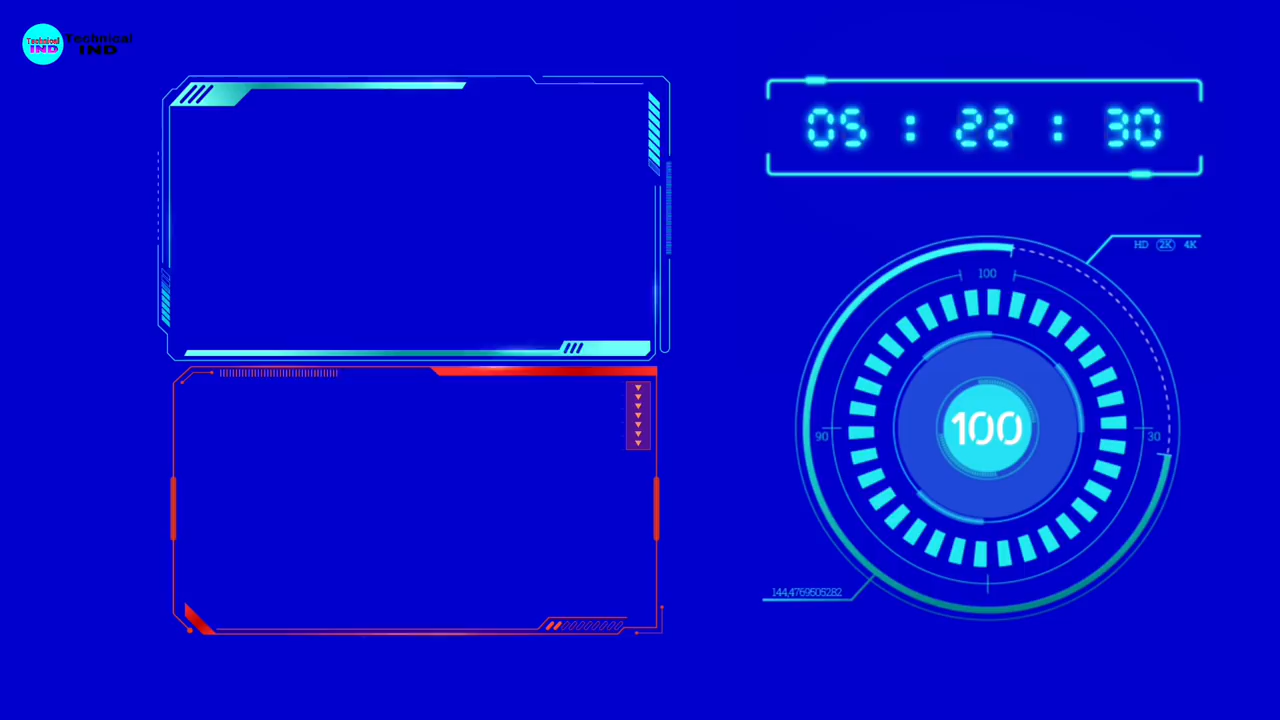 Technical
IND
Technical
IND
05 : 22 : 30
HD 2K 4K
100
90
100
30
144,4769505282